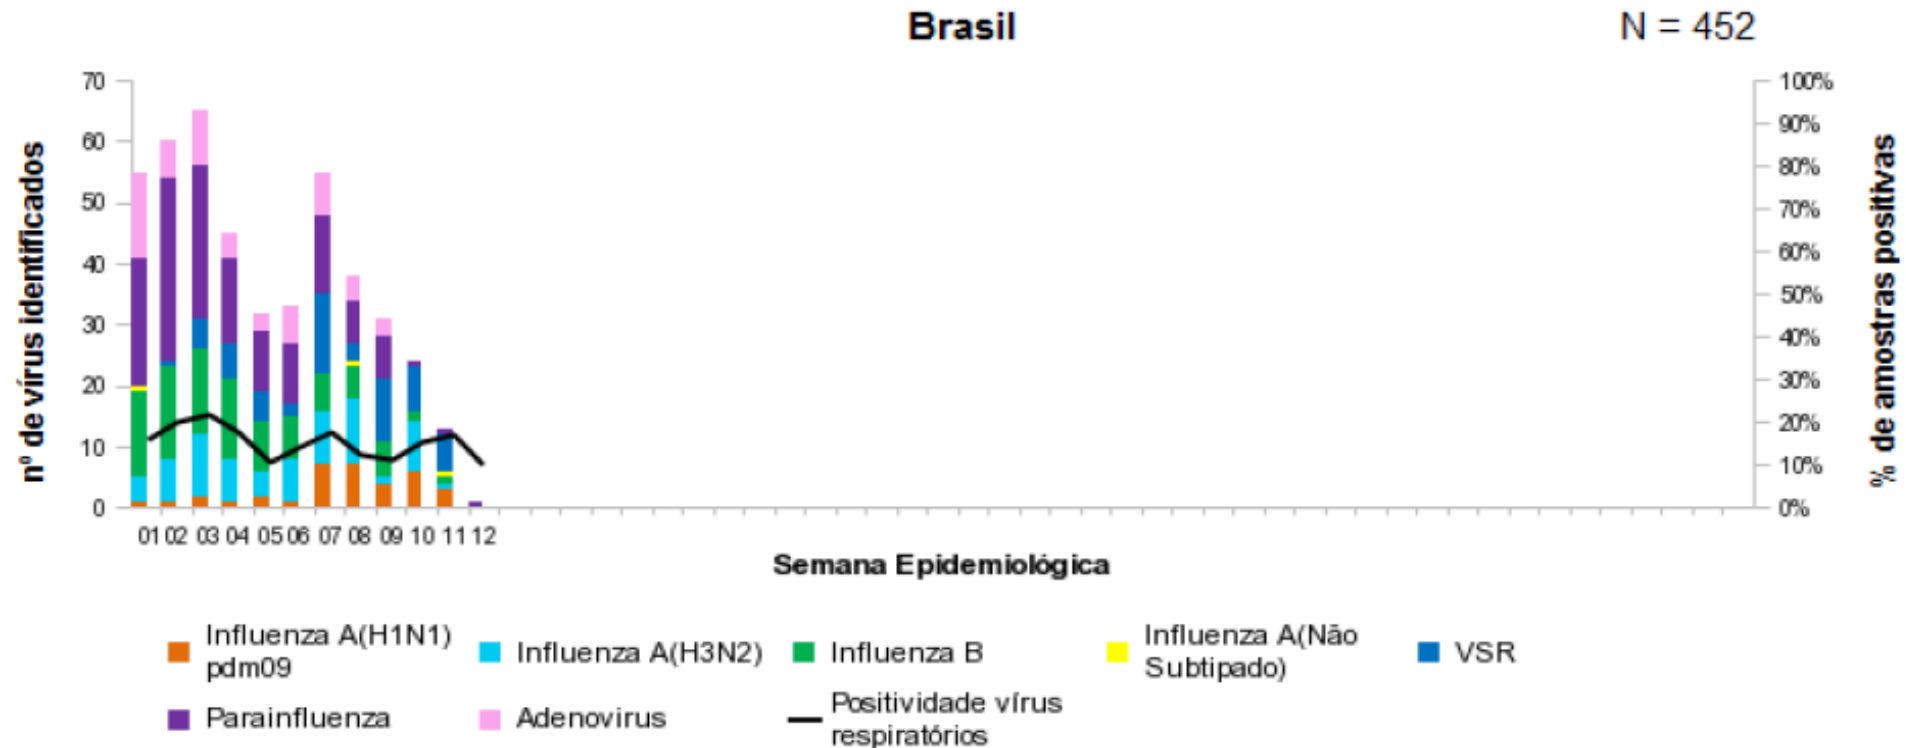 Brasil
N = 452
nº de vírus identificados
70
60
50
40
30
20
10
0
100%
90%
80%
70%
60%
50%
40%
30%
20%
10%
0%
% de amostras positivas
01 02 03 04 05 06 07 08 09 10 11 12
Semana Epidemiológica
Influenza A(H1N1)
pdm09
Influenza A(H3N2)
Influenza B
Influenza A(Não
Subtipado)
VSR
Parainfluenza
Adenovirus
Positividade vírus
respiratórios